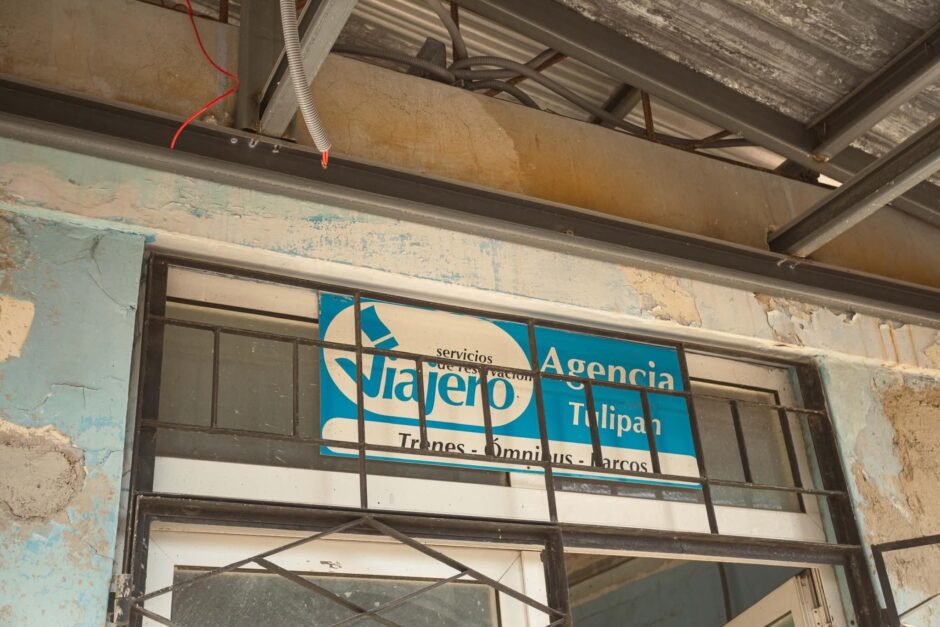 servicios
de reservación
Viajero
Agencia
Tulipan
Trenes - Ómnibus - Barcos